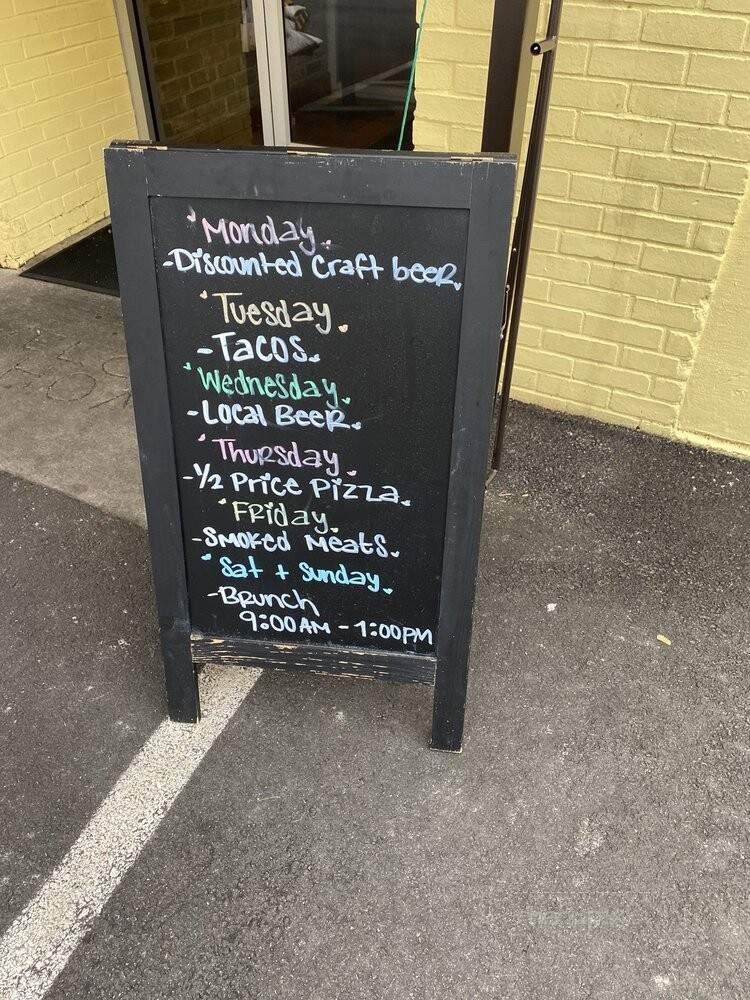 Monday
-Discounted Craft beer
Tuesday
-Tacos
Wednesday
-Local Beer
Thursday
-1/2 Price Pizza
Friday
-Smoked Meats
Sat + Sunday
-Brunch
9:00AM - 1:00PM